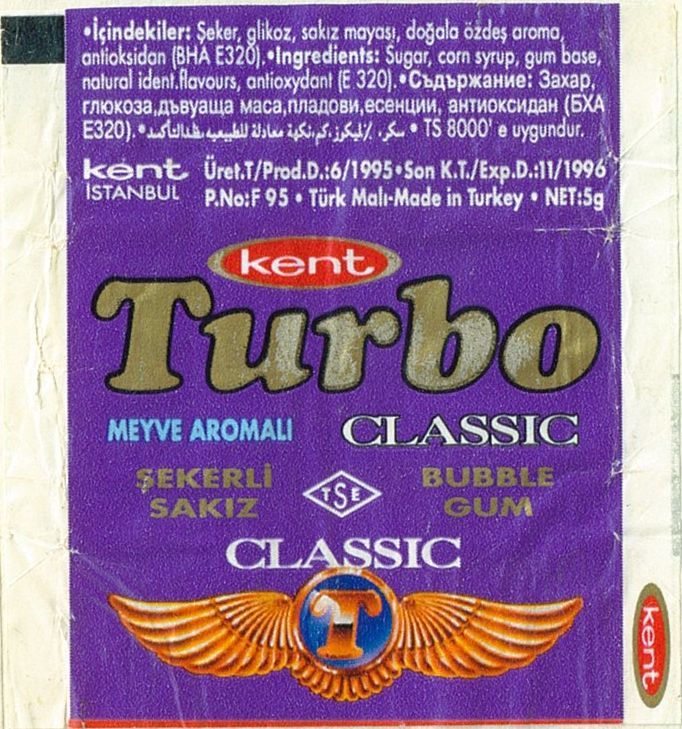 •İçindekiler: Şeker, glikoz, sakız mayası, doğala özdeş aroma,
antioksidan (BHA E320).•Ingredients: Sugar, corn syrup, gum base,
natural ident.flavours, antioxydant (E 320).•Съдържание: Захар,
глюкоза,дъвуаща маса,пладови,есенции, антиоксидан (БХА
E320).• سكر، • TS 8000' e uygundur.
kent Üret.T/Prod.D.:6/1995•Son K.T./Exp.D.:11/1996
İSTANBUL P.No:F 95 • Türk Malı-Made in Turkey • NET:5g
kent
Turbo
MEYVE AROMALI CLASSIC
ŞEKERLİ SAKIZ
TSE
BUBBLE GUM
CLASSIC
T
kent